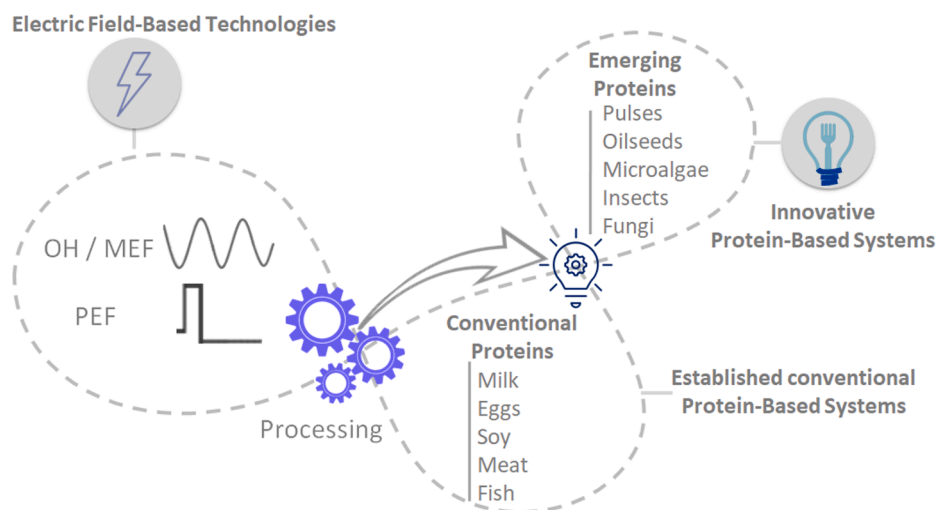 Electric Field-Based Technologies
OH / MEF
PEF
Processing
Emerging
Proteins
Pulses
Oilseeds
Microalgae
Insects
Fungi
Innovative
Protein-Based Systems
Conventional
Proteins
Milk
Eggs
Soy
Meat
Fish
Established conventional
Protein-Based Systems